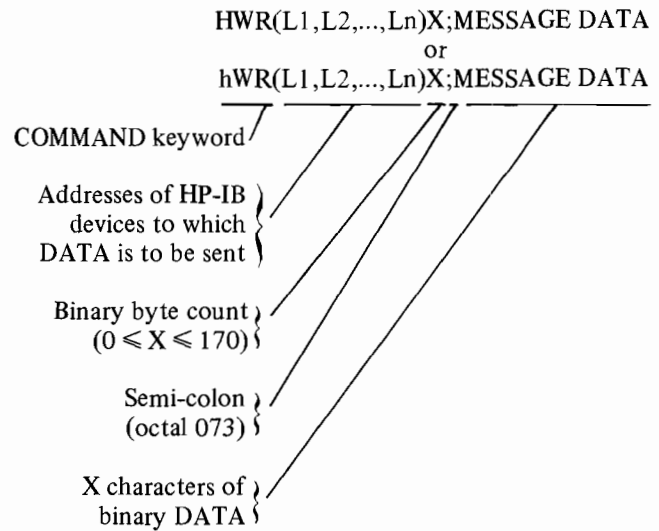 HWR(L1,L2,...,Ln)X;MESSAGE DATA
or
hWR(L1,L2,...,Ln)X;MESSAGE DATA
COMMAND keyword
Addresses of HP-IB
devices to which
DATA is to be sent
Binary byte count
(0 ⩽ X ⩽ 170)
Semi-colon
(octal 073)
X characters of
binary DATA